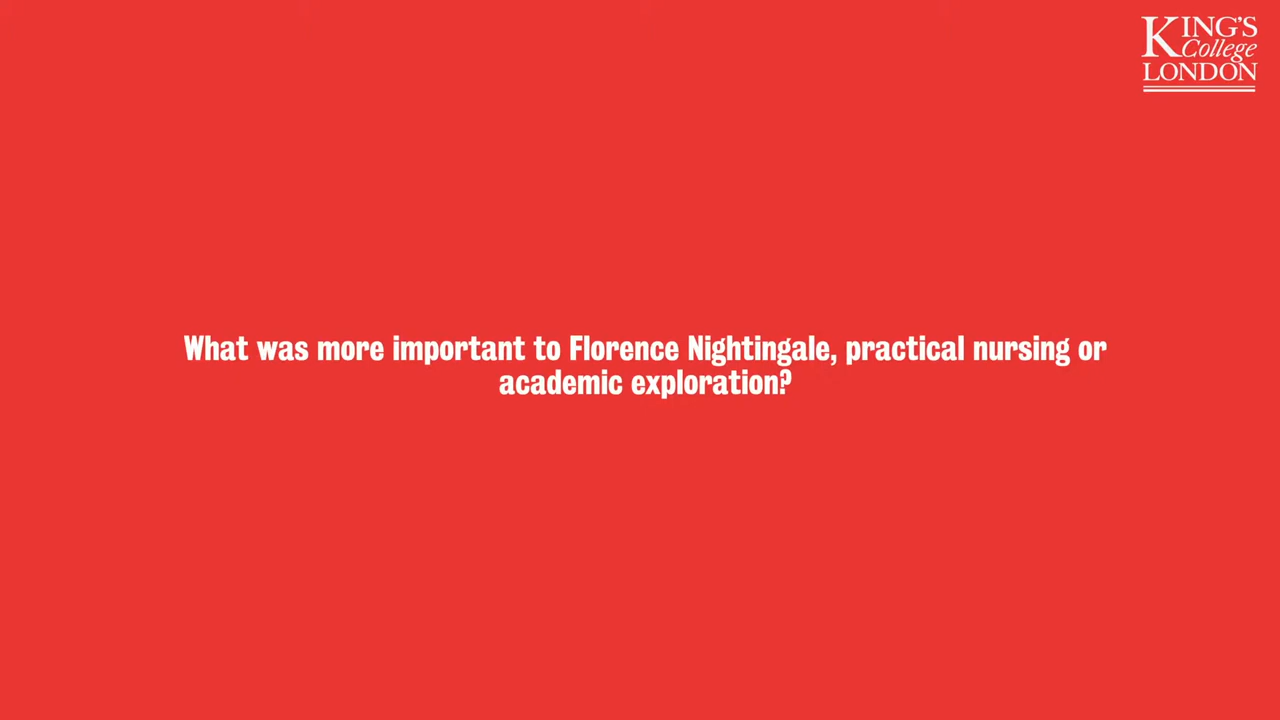 KING'S
College
LONDON
What was more important to Florence Nightingale, practical nursing or
academic exploration?